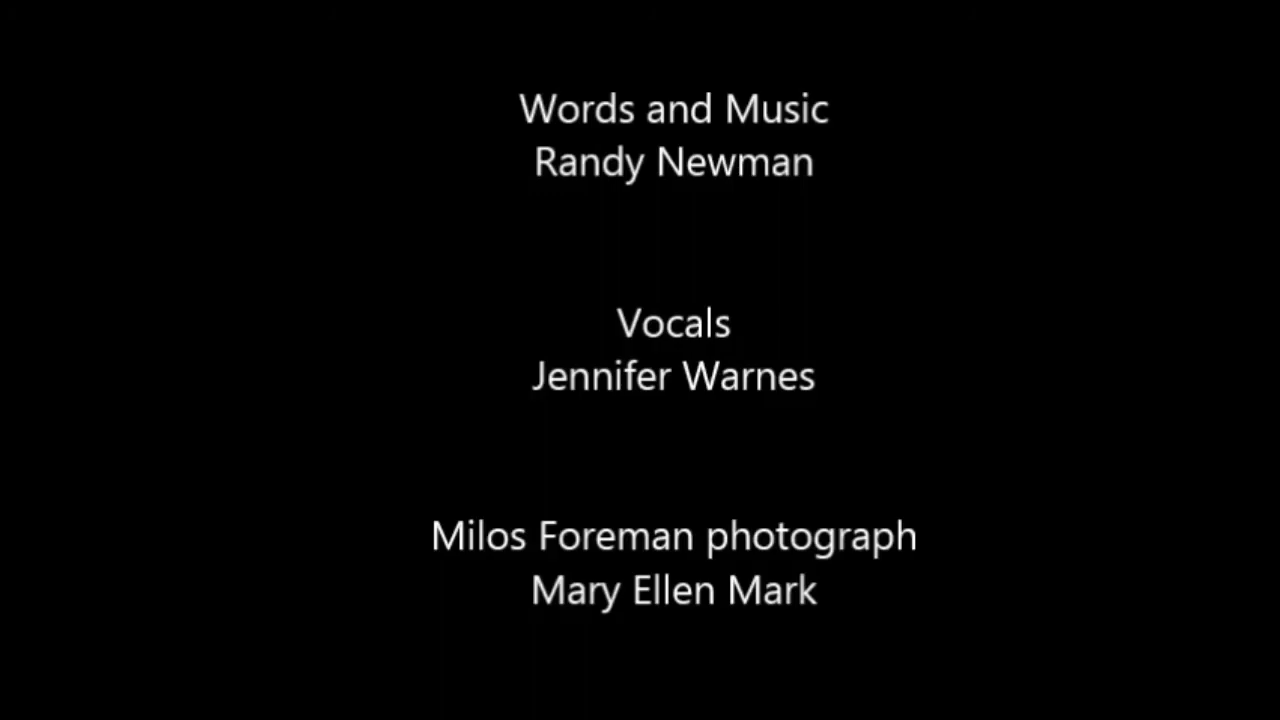 Words and Music
Randy Newman
Vocals
Jennifer Warnes
Milos Foreman photograph
Mary Ellen Mark